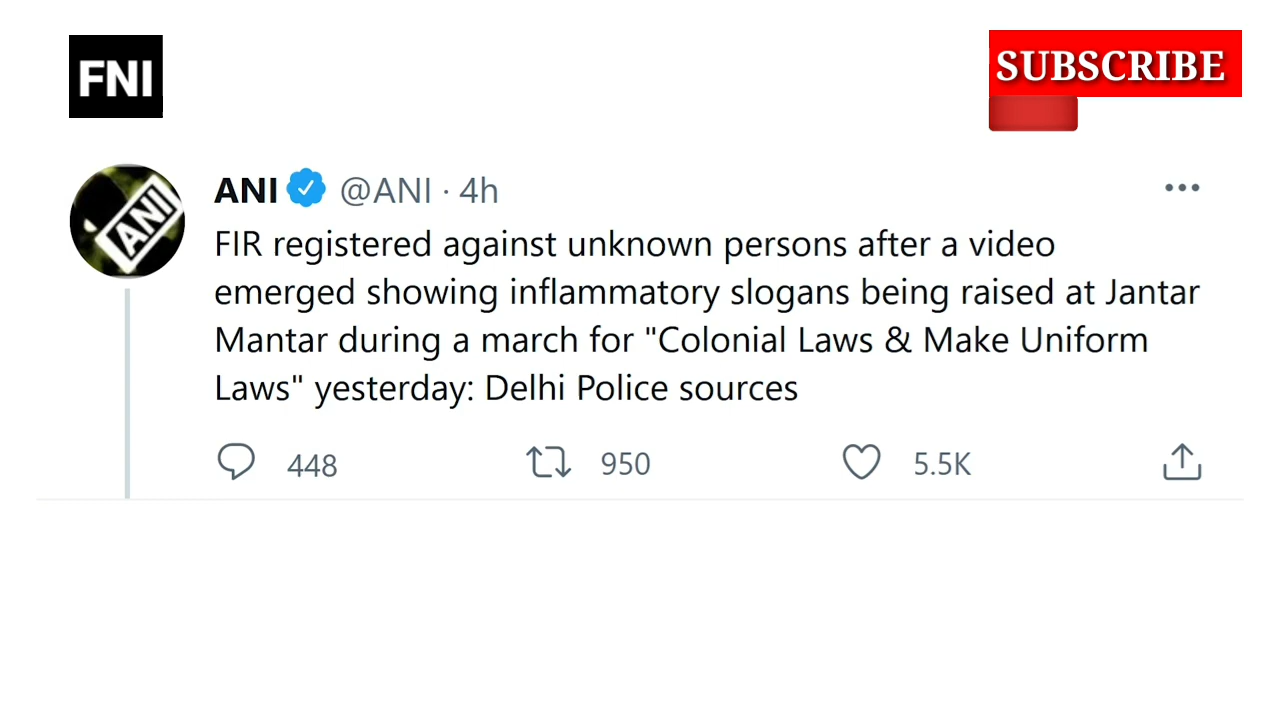 FNI
SUBSCRIBE
ANI
ANI @ANI · 4h
FIR registered against unknown persons after a video
emerged showing inflammatory slogans being raised at Jantar
Mantar during a march for "Colonial Laws & Make Uniform
Laws" yesterday: Delhi Police sources
448 950 5.5K